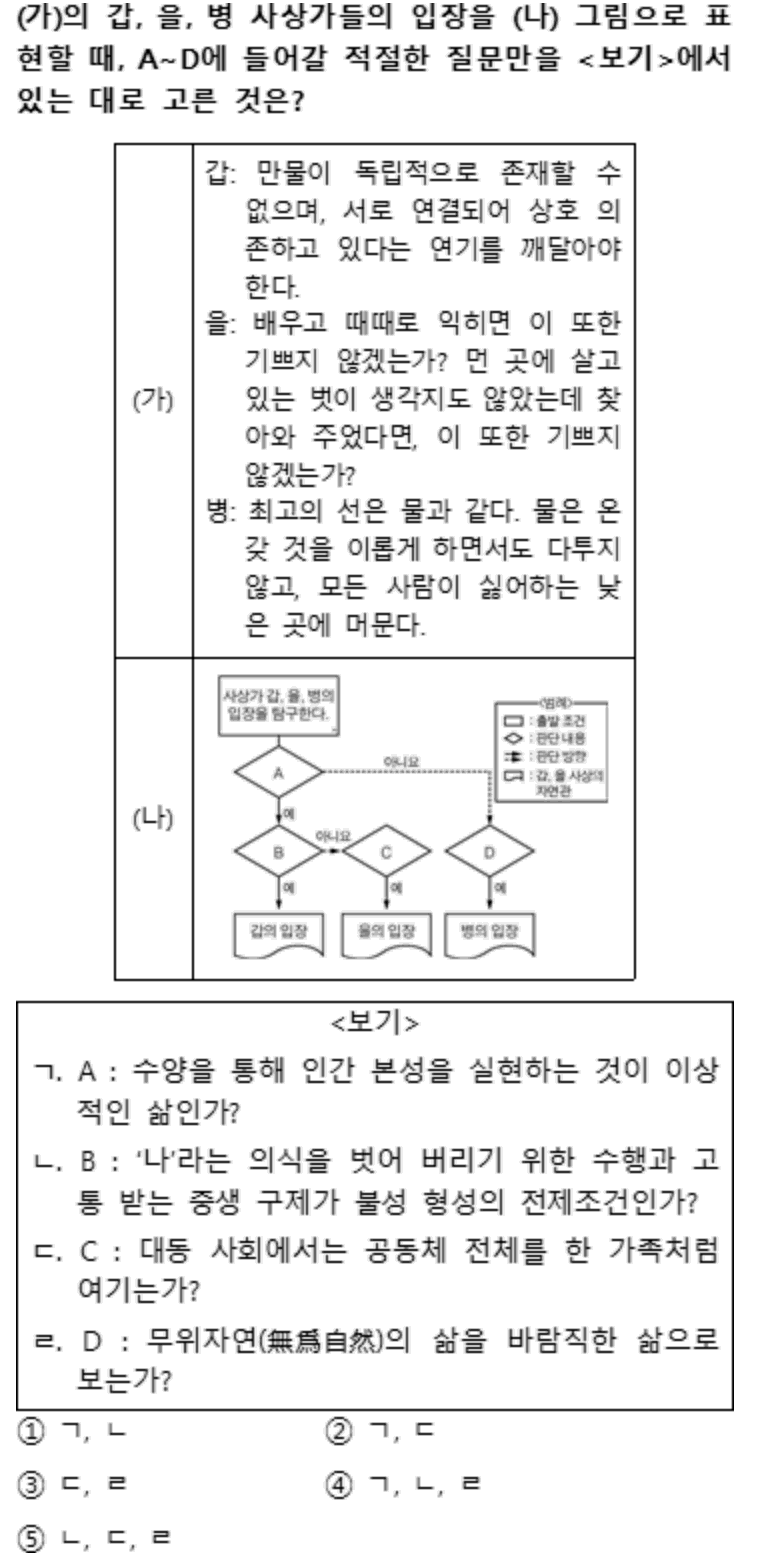 (가)의 갑, 을, 병 사상가들의 입장을 (나) 그림으로 표
현할 때, A~D에 들어갈 적절한 질문만을 <보기>에서
있는 대로 고른 것은?
(가)
갑: 만물이 독립적으로 존재할 수
없으며, 서로 연결되어 상호 의
존하고 있다는 연기를 깨달아야
한다.
을: 배우고 때때로 익히면 이 또한
기쁘지 않겠는가? 먼 곳에 살고
있는 벗이 생각지도 않았는데 찾
아와 주었다면, 이 또한 기쁘지
않겠는가?
병: 최고의 선은 물과 같다. 물은 온
갖 것을 이롭게 하면서도 다투지
않고, 모든 사람이 싫어하는 낮
은 곳에 머문다.
(나)
사상가 갑, 을, 병의
입장을 탐구한다.
<범례>
: 출발 조건
: 판단 내용
: 판단 방향
: 갑, 을 사상의
자연관
A
아니요
예
B
아니요
C
D
예
예
예
갑의 입장
을의 입장
병의 입장
<보기>
ㄱ. A : 수양을 통해 인간 본성을 실현하는 것이 이상
적인 삶인가?
ㄴ. B : ‘나’라는 의식을 벗어 버리기 위한 수행과 고
통 받는 중생 구제가 불성 형성의 전제조건인가?
ㄷ. C : 대동 사회에서는 공동체 전체를 한 가족처럼
여기는가?
ㄹ. D : 무위자연(無爲自然)의 삶을 바람직한 삶으로
보는가?
① ㄱ, ㄴ ② ㄱ, ㄷ
③ ㄷ, ㄹ ④ ㄱ, ㄴ, ㄹ
⑤ ㄴ, ㄷ, ㄹ